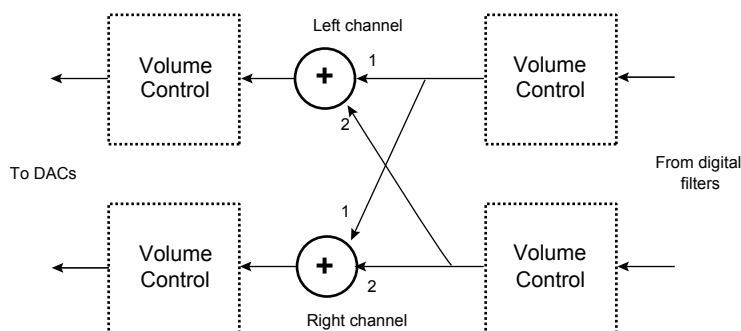 Left channel
Volume
Control
+
1
Volume
Control
2
To DACs
From digital
filters
1
Volume
Control
+
2
Volume
Control
Right channel